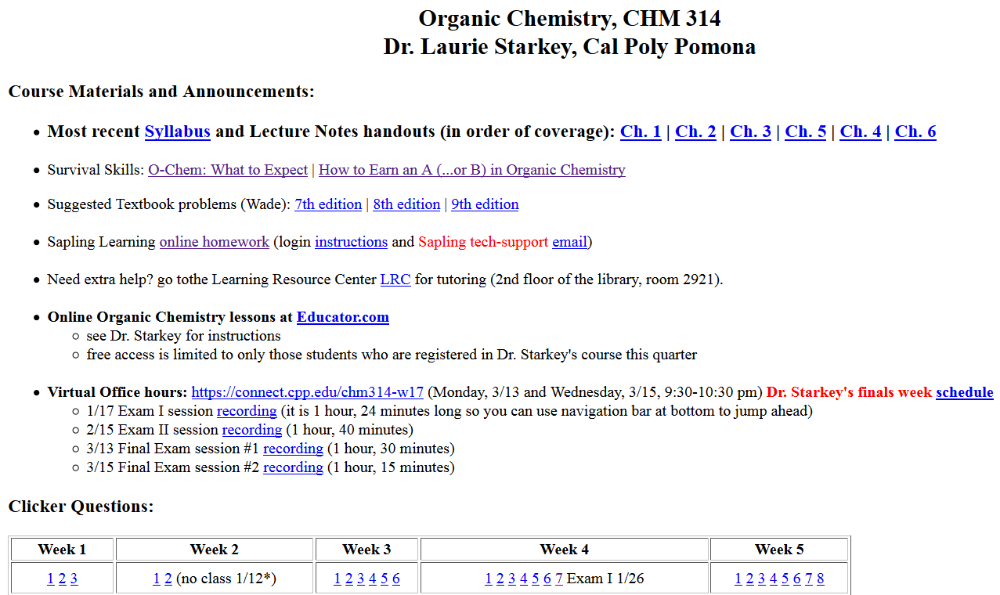 Organic Chemistry, CHM 314
Dr. Laurie Starkey, Cal Poly Pomona
Course Materials and Announcements:
Most recent Syllabus and Lecture Notes handouts (in order of coverage): Ch. 1 | Ch. 2 | Ch. 3 | Ch. 5 | Ch. 4 | Ch. 6
Survival Skills: O-Chem: What to Expect | How to Earn an A (...or B) in Organic Chemistry
Suggested Textbook problems (Wade): 7th edition | 8th edition | 9th edition
Sapling Learning online homework (login instructions and Sapling tech-support email)
Need extra help? go tothe Learning Resource Center LRC for tutoring (2nd floor of the library, room 2921).
Online Organic Chemistry lessons at Educator.com
see Dr. Starkey for instructions
free access is limited to only those students who are registered in Dr. Starkey's course this quarter
Virtual Office hours: https://connect.cpp.edu/chm314-w17 (Monday, 3/13 and Wednesday, 3/15, 9:30-10:30 pm) Dr. Starkey's finals week schedule
1/17 Exam I session recording (it is 1 hour, 24 minutes long so you can use navigation bar at bottom to jump ahead)
2/15 Exam II session recording (1 hour, 40 minutes)
3/13 Final Exam session #1 recording (1 hour, 30 minutes)
3/15 Final Exam session #2 recording (1 hour, 15 minutes)
Clicker Questions:
Week 1 Week 2 Week 3 Week 4 Week 5
1 2 3 1 2 (no class 1/12*) 1 2 3 4 5 6 1 2 3 4 5 6 7 Exam I 1/26 1 2 3 4 5 6 7 8